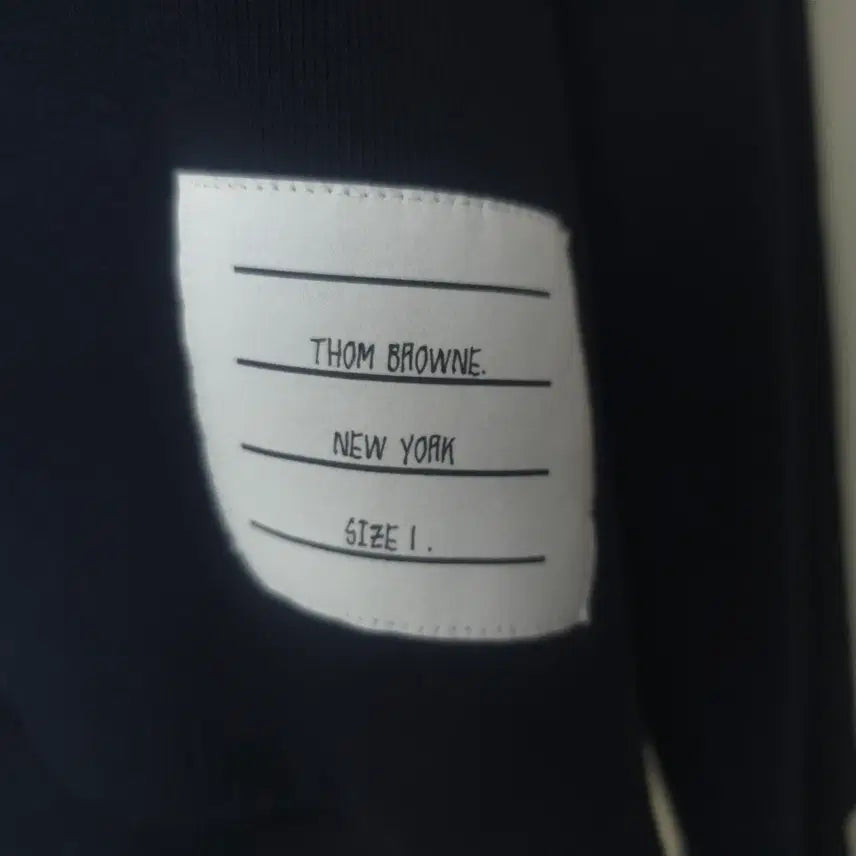 THOM BROWNE.
NEW YORK
SIZE 1.